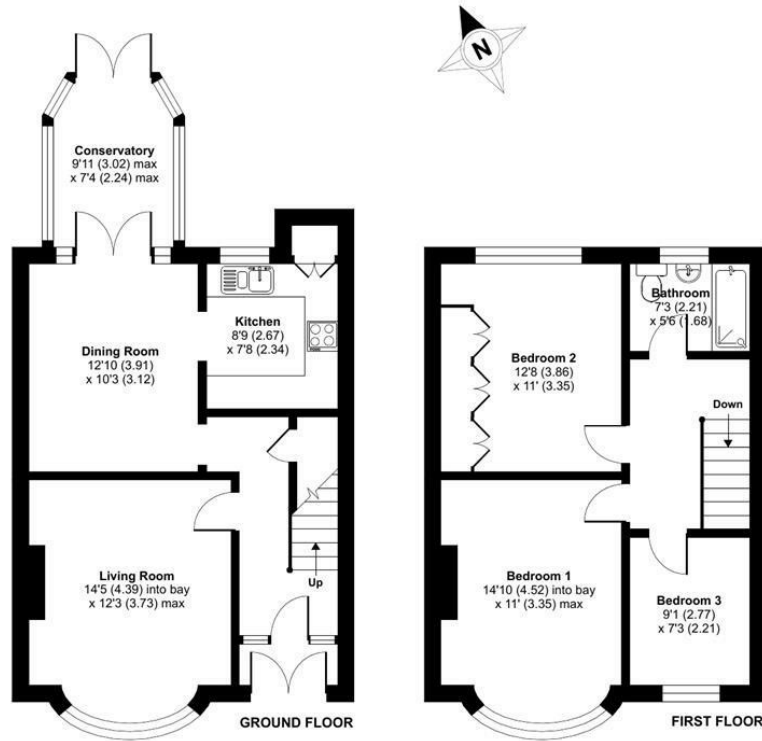 N
Conservatory
9'11 (3.02) max
x 7'4 (2.24) max
Kitchen
8'9 (2.67)
x 7'8 (2.34)
Dining Room
12'10 (3.91)
x 10'3 (3.12)
Living Room
14'5 (4.39) into bay
x 12'3 (3.73) max
Up
GROUND FLOOR
Bathroom
7'3 (2.21)
x 5'6 (1.68)
Bedroom 2
12'8 (3.86)
x 11' (3.35)
Down
Bedroom 1
14'10 (4.52) into bay
x 11' (3.35) max
Bedroom 3
9'1 (2.77)
x 7'3 (2.21)
FIRST FLOOR